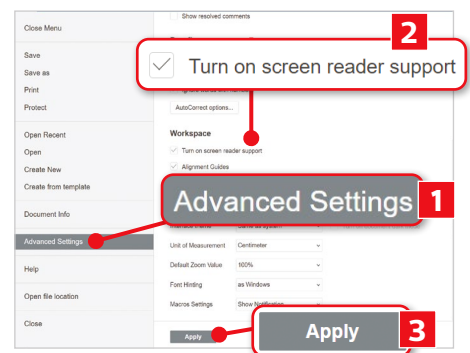 Close Menu
Save
Save as
Print
Protect
Open Recent
Open
Create New
Create from template
Document Info
Advanced Settings
Help
Open file location
Close
Show resolved comments
2
Turn on screen reader support
AutoCorrect options...
Workspace
Turn on screen reader support
Alignment Guides
Advanced Settings
1
Unit of Measurement Centimeter
Default Zoom Value 100%
Font Hinting as Windows
Macros Settings Show Notification
Apply
Apply
3